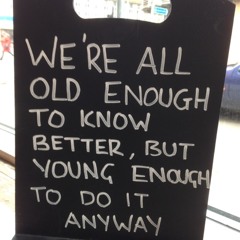 WE'RE ALL
OLD ENOUGH
TO KNOW
BETTER, BUT
YOUNG ENOUGH
TO DO IT
ANYWAY